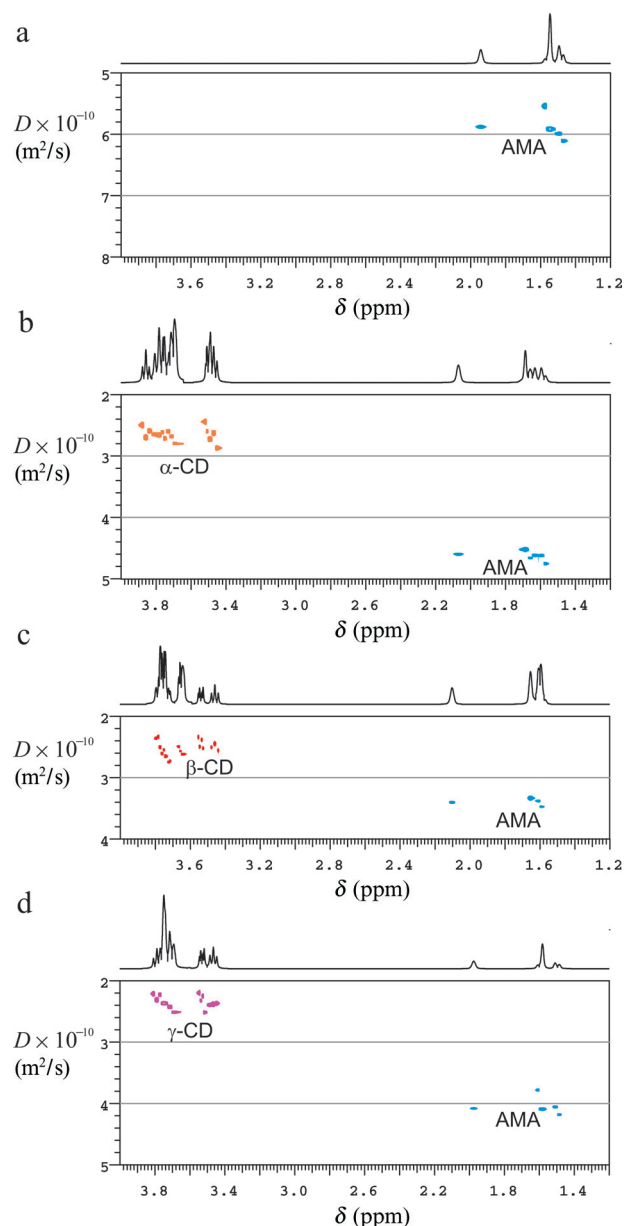 a
5
D × 10⁻¹⁰ 6
(m²/s) AMA
7
8
3.6 3.2 2.8 2.4 2.0 1.6 1.2
δ (ppm)
b
2
D × 10⁻¹⁰ 3
(m²/s) α-CD
4
AMA
5
3.8 3.4 3.0 2.6 2.2 1.8 1.4
δ (ppm)
c
2
D × 10⁻¹⁰ β-CD
(m²/s) 3
AMA
4
3.6 3.2 2.8 2.4 2.0 1.6 1.2
δ (ppm)
d
2
γ-CD
D × 10⁻¹⁰ 3
(m²/s)
4
AMA
5
3.8 3.4 3.0 2.6 2.2 1.8 1.4
δ (ppm)